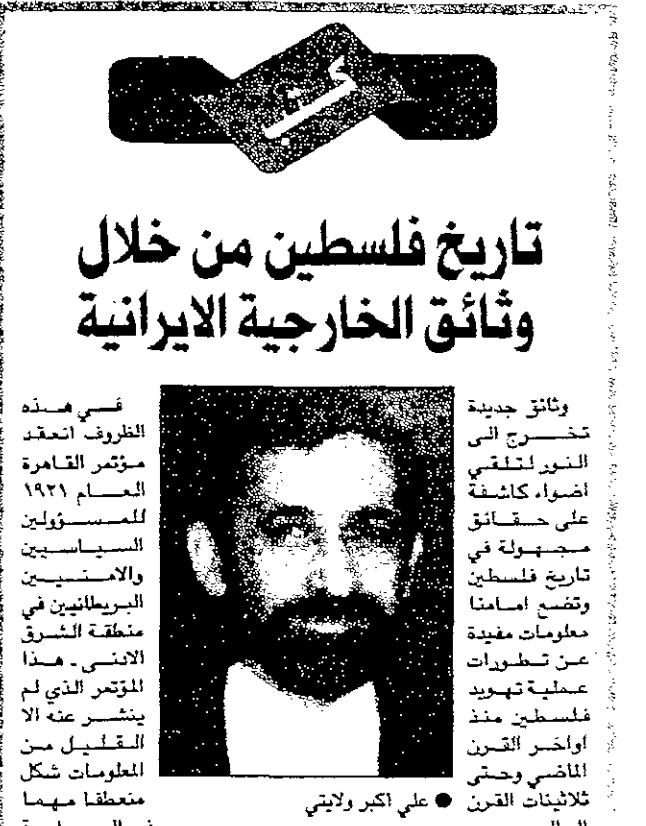 كتب
تاريخ فلسطين من خلال
وثائق الخارجية الايرانية
وثائق جديدة
تخرج الى
النور لتلقي
اضواء كاشفة
على حقائق
مجهولة في
تاريخ فلسطين
وتضع امامنا
معلومات مفيدة
عن تطورات
عملية تهويد
فلسطين منذ
اواخر القرن
الماضي وحتى
ثلاثينات القرن
● علي اكبر ولايتي
في هذه
الظروف انعقد
مؤتمر القاهرة
العام ١٩٢١
للمسؤولين
السياسيين
والامنيين
البريطانيين في
منطقة الشرق
الادنى. هذا
المؤتمر الذي لم
ينشر عنه الا
القليل من
المعلومات شكل
منعطفا مهما